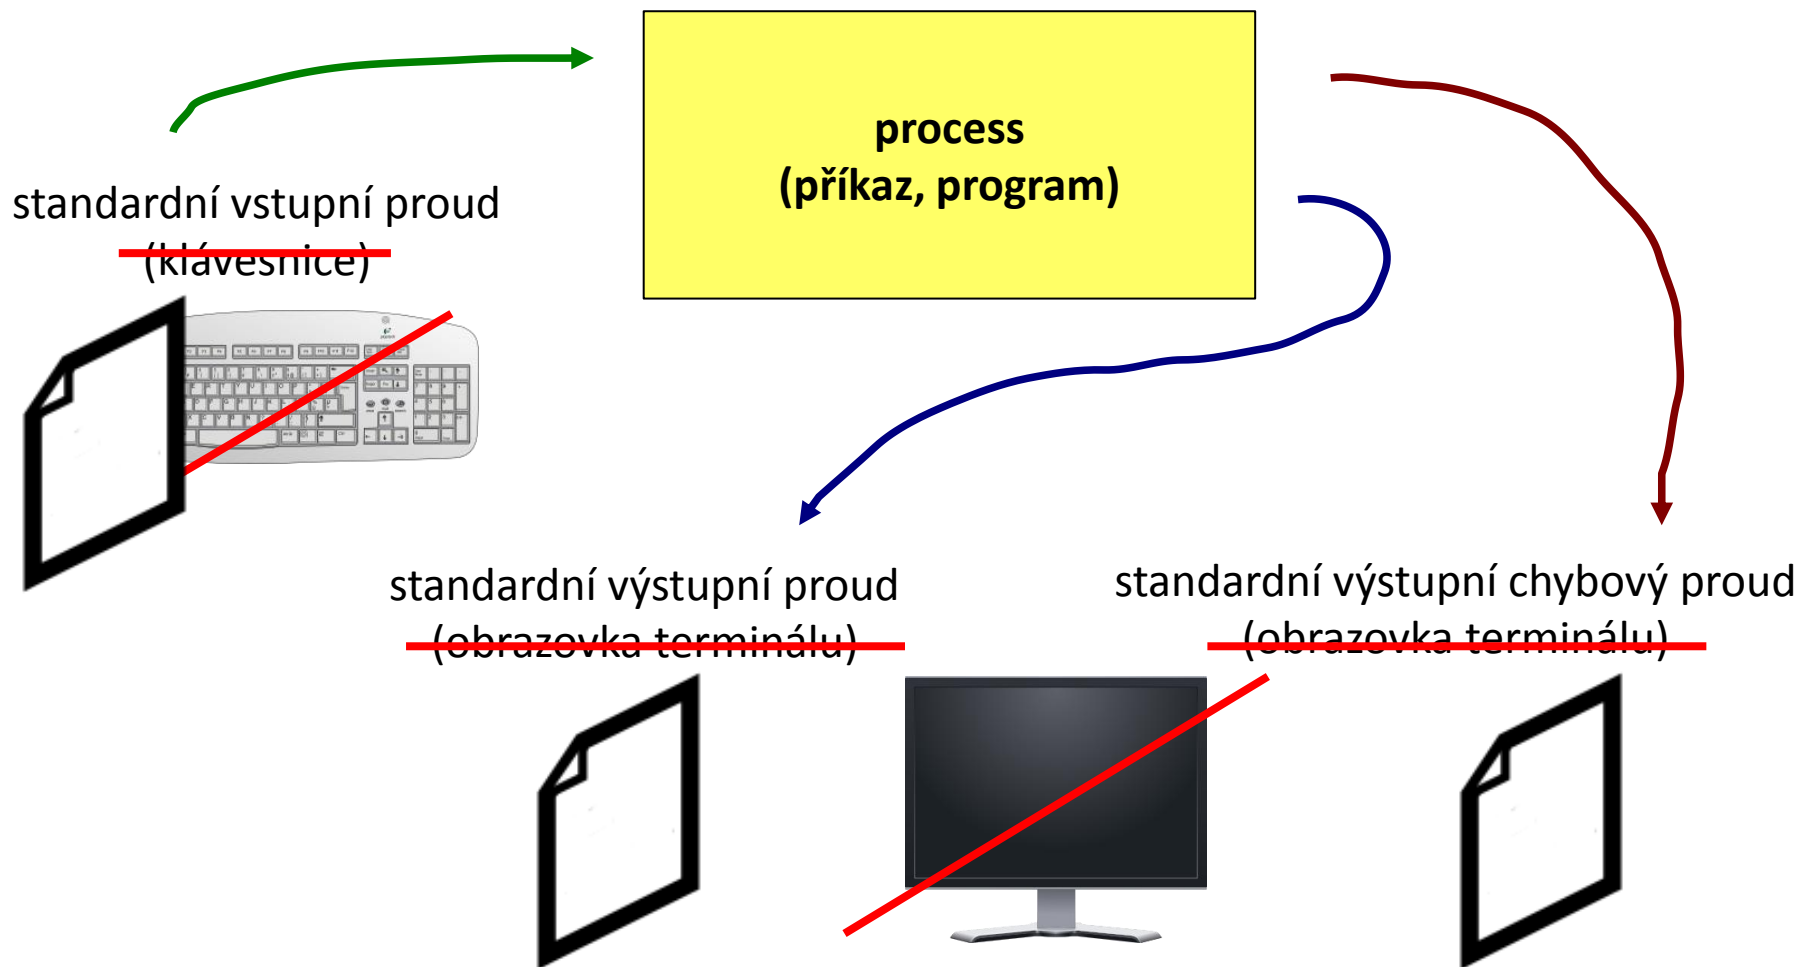 process
(příkaz, program)
standardní vstupní proud
(klávesnice)
standardní výstupní proud
(obrazovka terminálu)
standardní výstupní chybový proud
(obrazovka terminálu)